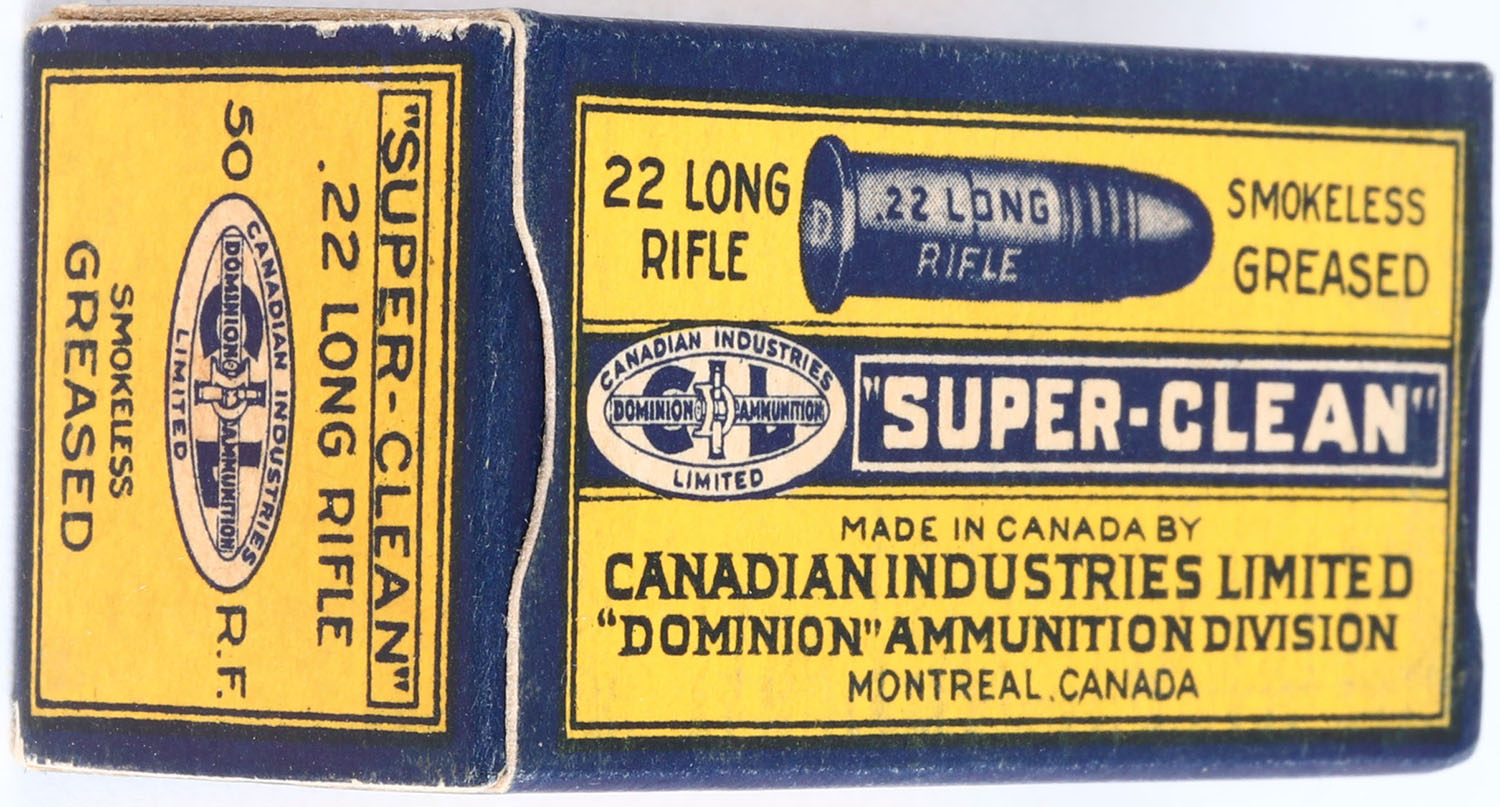 "SUPER-CLEAN"
.22 LONG RIFLE
50 R.F.
CANADIAN INDUSTRIES
CIL
DOMINION AMMUNITION
LIMITED
SMOKELESS
GREASED
22 LONG
RIFLE
D
.22 LONG
RIFLE
SMOKELESS
GREASED
CANADIAN INDUSTRIES
CIL
DOMINION AMMUNITION
LIMITED
"SUPER-CLEAN"
MADE IN CANADA BY
CANADIAN INDUSTRIES LIMITED
"DOMINION" AMMUNITION DIVISION
MONTREAL, CANADA